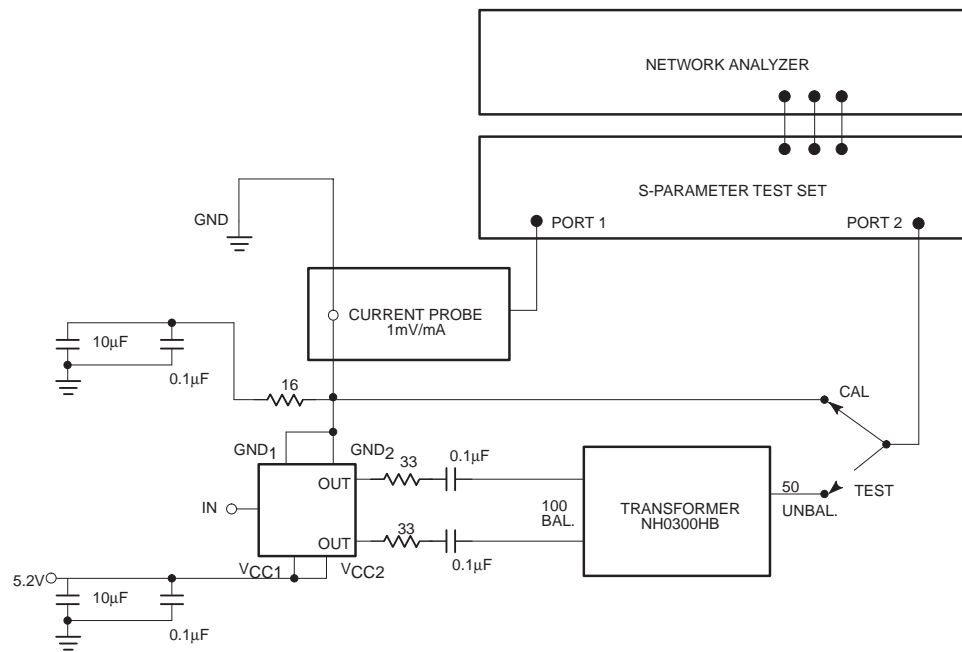 NETWORK ANALYZER
S-PARAMETER TEST SET
GND
PORT 1
PORT 2
CURRENT PROBE
1mV/mA
10µF
0.1µF
16
CAL
GND1
GND2
33
0.1µF
OUT
IN
100
BAL.
TRANSFORMER
NH0300HB
50
UNBAL.
TEST
OUT
33
0.1µF
VCC1
VCC2
5.2V
10µF
0.1µF